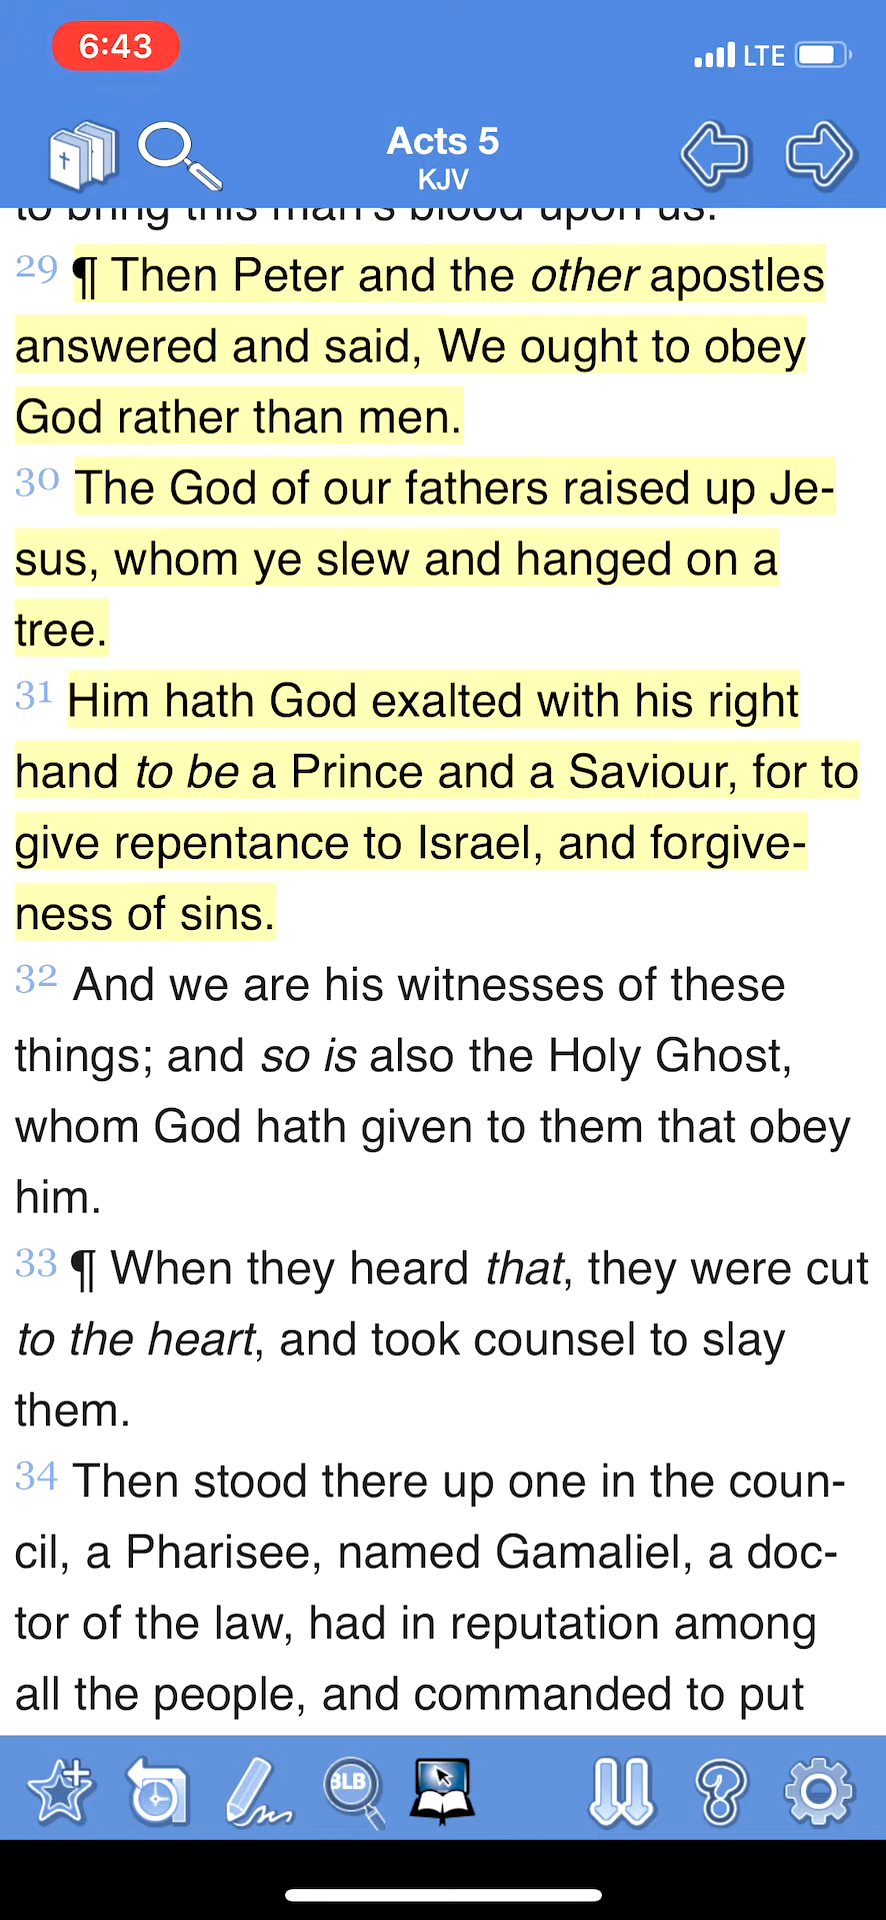 6:43
LTE
Acts 5
KJV
to bring this man's blood upon us.
29 ¶ Then Peter and the other apostles
answered and said, We ought to obey
God rather than men.
30 The God of our fathers raised up Je-
sus, whom ye slew and hanged on a
tree.
31 Him hath God exalted with his right
hand to be a Prince and a Saviour, for to
give repentance to Israel, and forgive-
ness of sins.
32 And we are his witnesses of these
things; and so is also the Holy Ghost,
whom God hath given to them that obey
him.
33 ¶ When they heard that, they were cut
to the heart, and took counsel to slay
them.
34 Then stood there up one in the coun-
cil, a Pharisee, named Gamaliel, a doc-
tor of the law, had in reputation among
all the people, and commanded to put
BLB